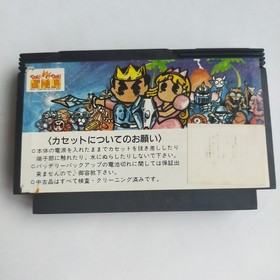 冒険島
〈カセットについてのお願い〉
○本体の電源を入れたままでカセットを抜き差ししたり
端子部に触れたり、水にぬらしたりしないで下さい。
○バッテリーバックアップの電池切れに関しては保証出
来ませんので、御容赦下さい。
○中古品はすべて検査・クリーニング済みです。